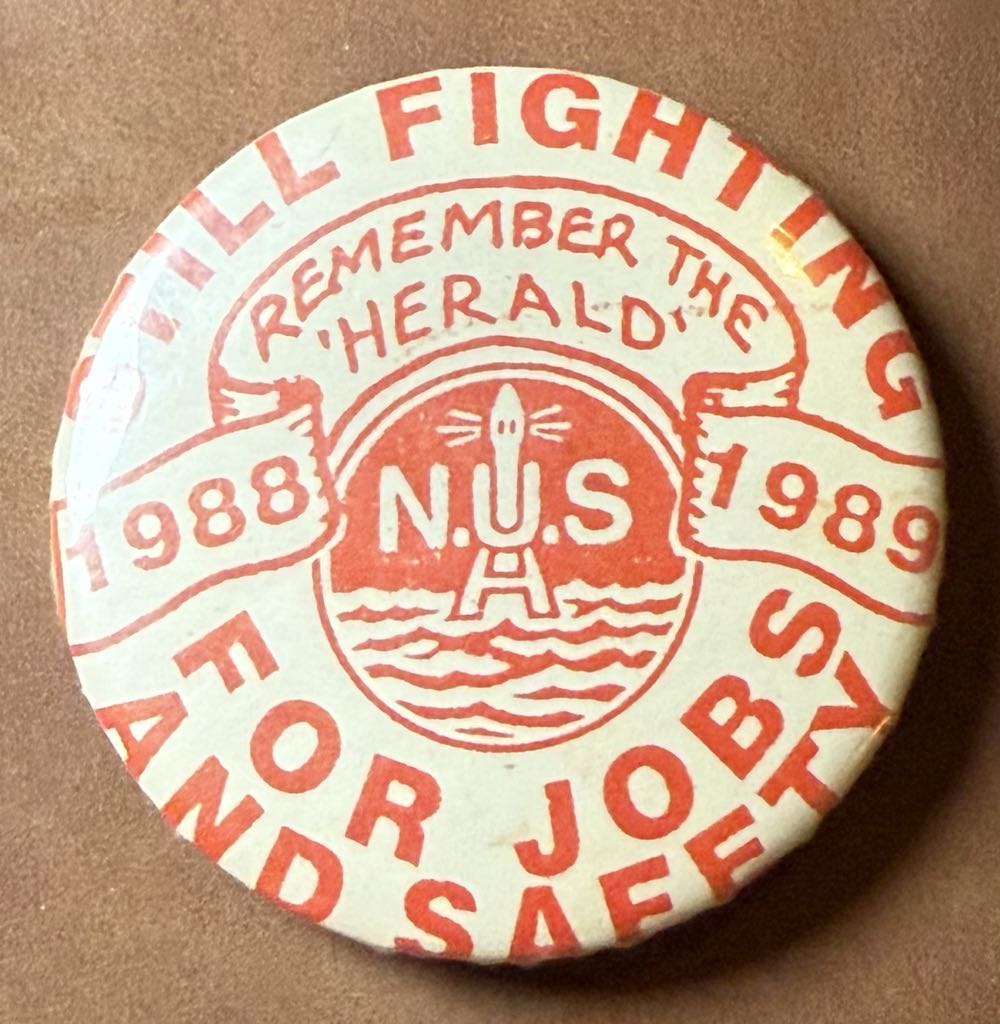 STILL FIGHTING
REMEMBER THE
'HERALD'
1988
N.U.S
1989
FOR JOBS
AND SAFETY